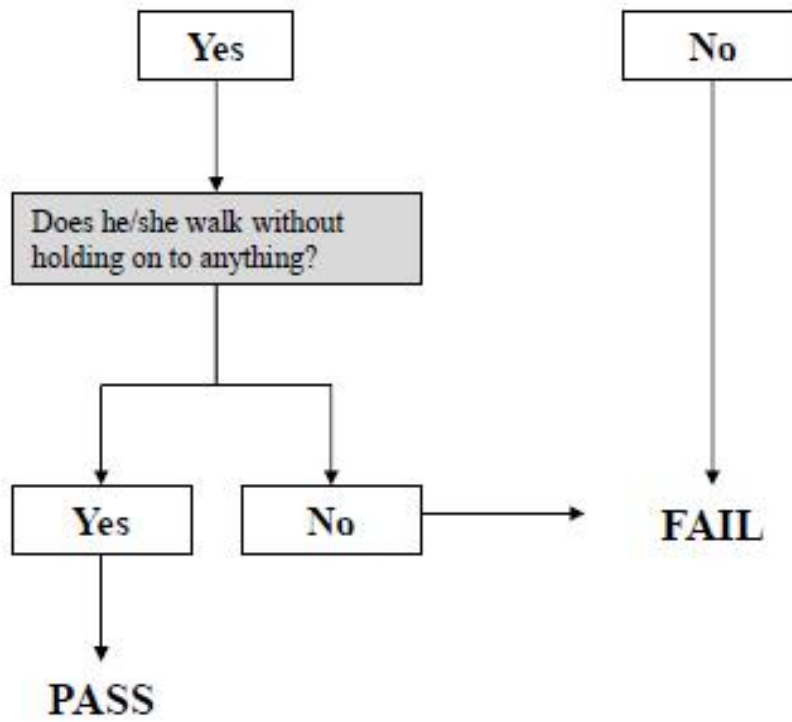 Yes
No
Does he/she walk without
holding on to anything?
Yes
No
FAIL
PASS